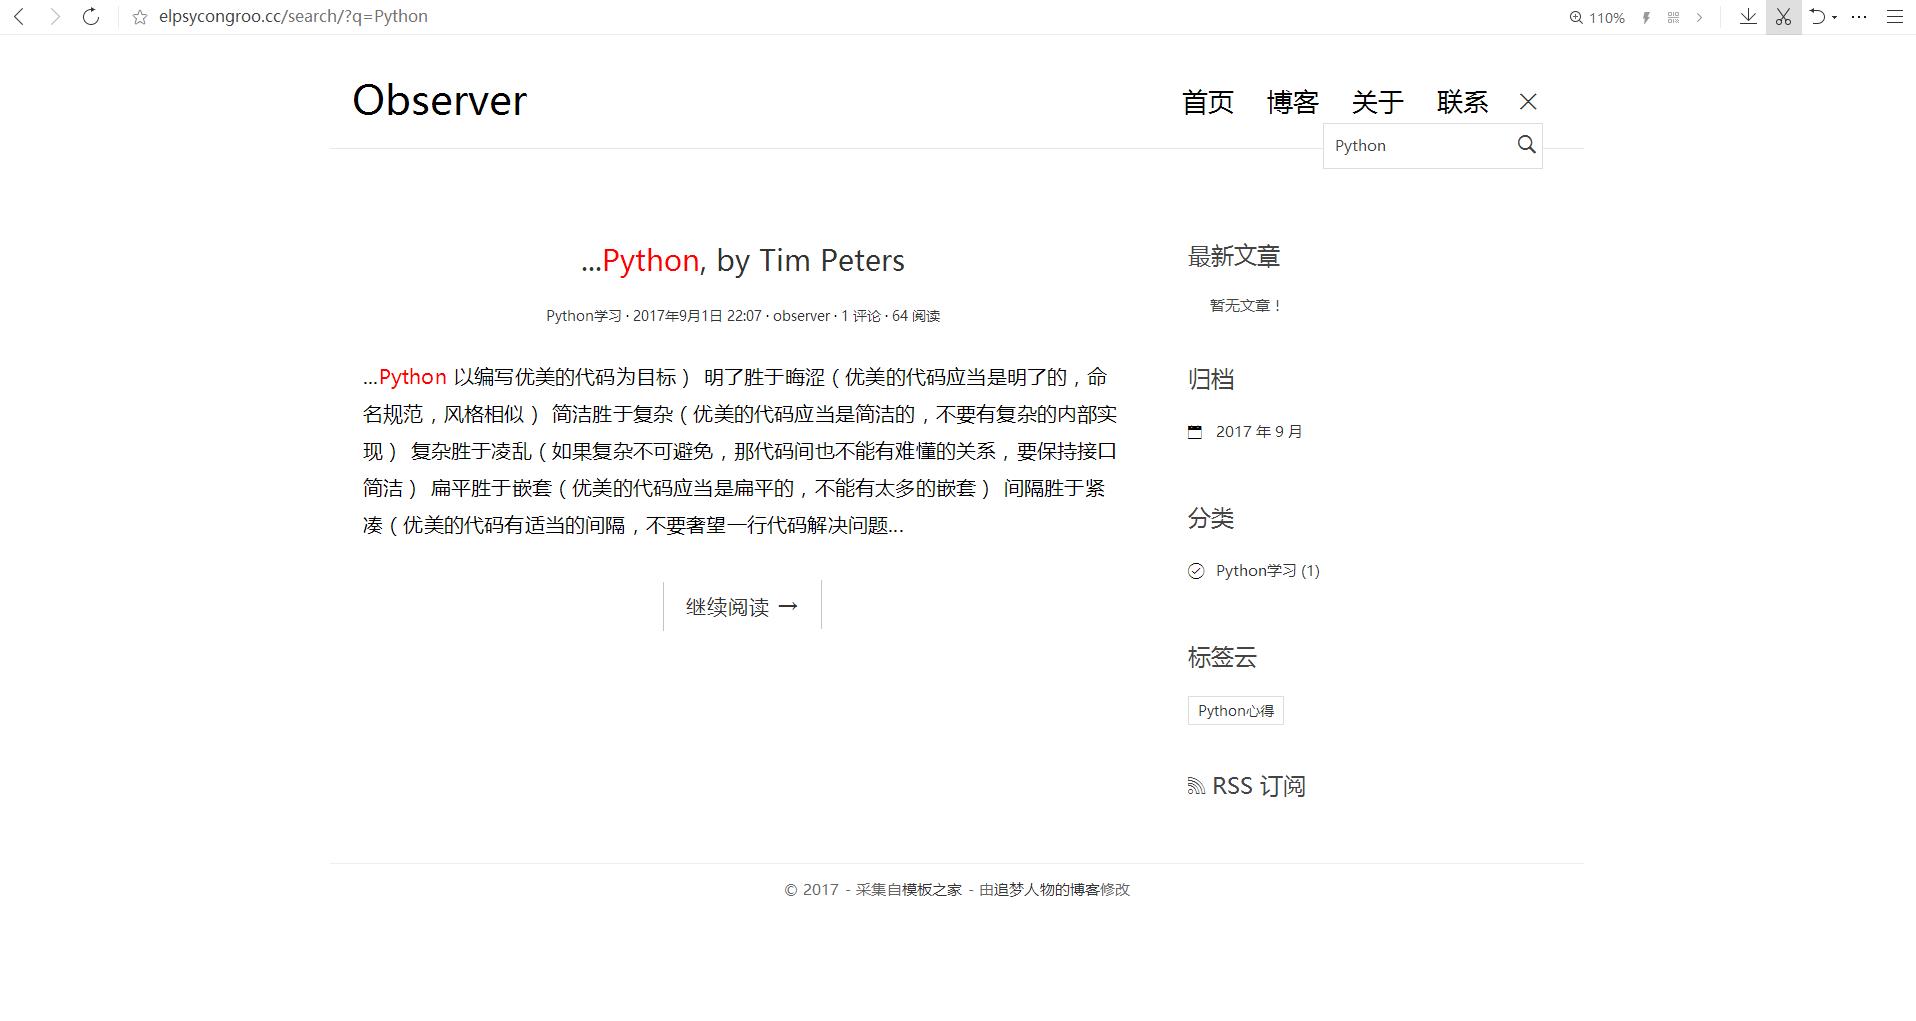 elpsycongroo.cc/search/?q=Python
110%
Observer
首页 博客 关于 联系
Python
...Python, by Tim Peters
Python学习 · 2017年9月1日 22:07 · observer · 1 评论 · 64 阅读
...Python 以编写优美的代码为目标） 明了胜于晦涩（优美的代码应当是明了的，命
名规范，风格相似） 简洁胜于复杂（优美的代码应当是简洁的，不要有复杂的内部实
现） 复杂胜于凌乱（如果复杂不可避免，那代码间也不能有难懂的关系，要保持接口
简洁） 扁平胜于嵌套（优美的代码应当是扁平的，不能有太多的嵌套） 间隔胜于紧
凑（优美的代码有适当的间隔，不要奢望一行代码解决问题...
继续阅读 →
最新文章
暂无文章！
归档
2017 年 9 月
分类
Python学习 (1)
标签云
Python心得
RSS 订阅
© 2017 - 采集自模板之家 - 由追梦人物的博客修改